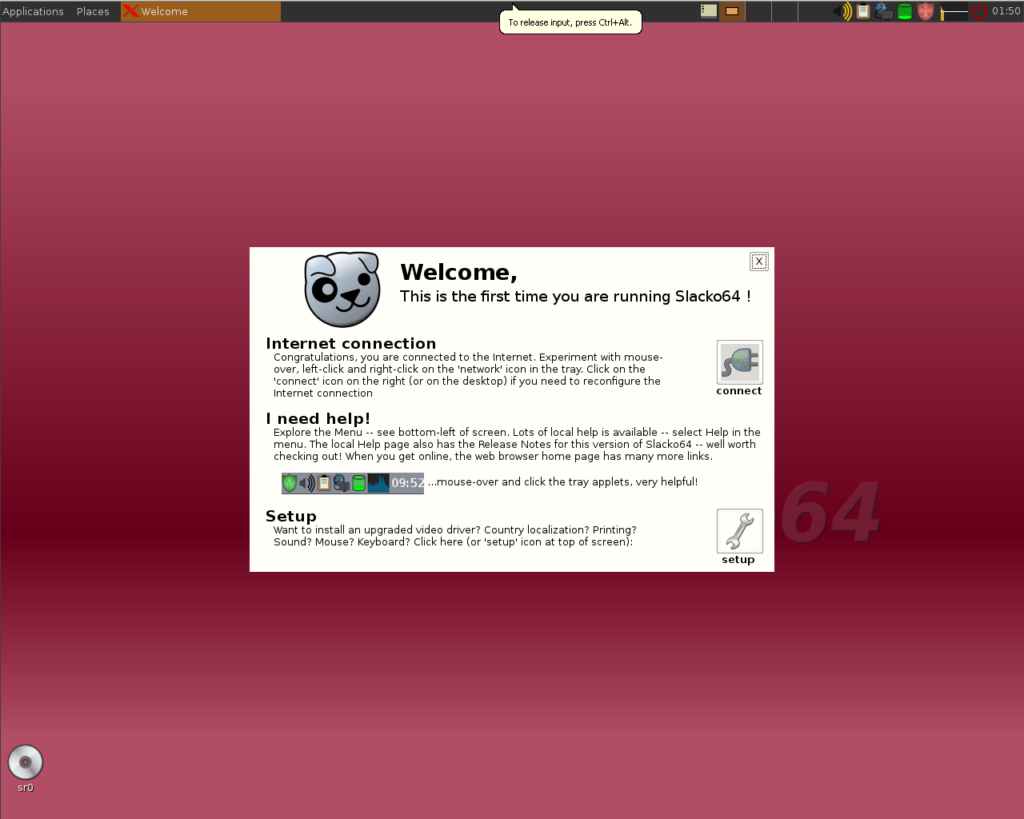 Applications Places Welcome 01:50
To release input, press Ctrl+Alt.
X
Welcome,
This is the first time you are running Slacko64 !
Internet connection
Congratulations, you are connected to the Internet. Experiment with mouse-
over, left-click and right-click on the 'network' icon in the tray. Click on the
'connect' icon on the right (or on the desktop) if you need to reconfigure the
Internet connection
connect
I need help!
Explore the Menu -- see bottom-left of screen. Lots of local help is available -- select Help in the
menu. The local Help page also has the Release Notes for this version of Slacko64 -- well worth
checking out! When you get online, the web browser home page has many more links.
09:52 ...mouse-over and click the tray applets, very helpful!
64
Setup
Want to install an upgraded video driver? Country localization? Printing?
Sound? Mouse? Keyboard? Click here (or 'setup' icon at top of screen):
setup
sr0